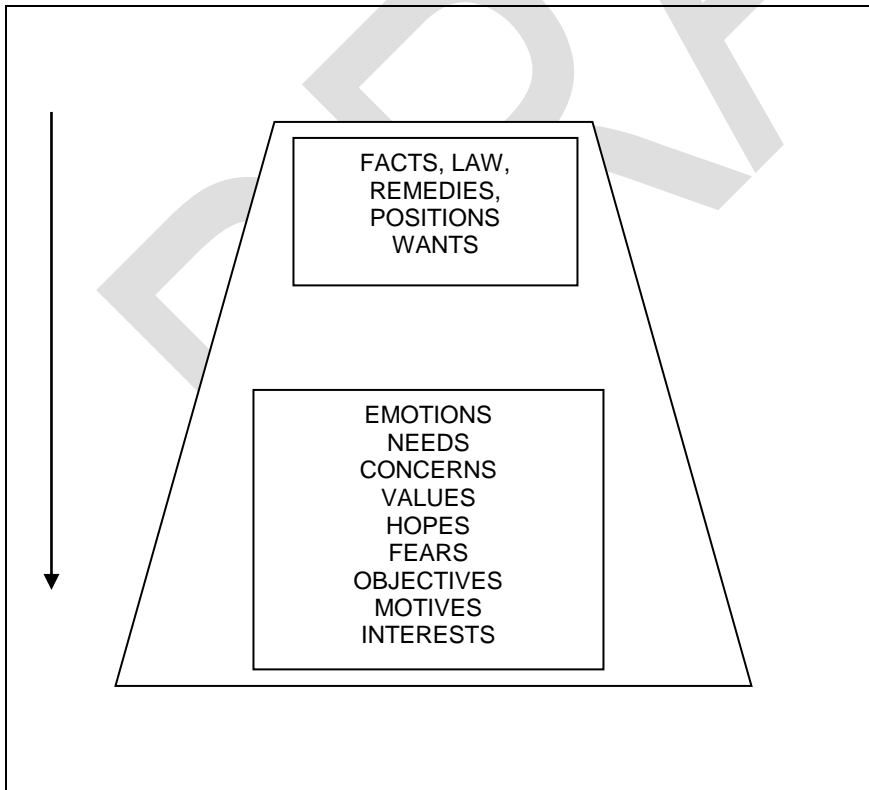 FACTS, LAW,
REMEDIES,
POSITIONS
WANTS
EMOTIONS
NEEDS
CONCERNS
VALUES
HOPES
FEARS
OBJECTIVES
MOTIVES
INTERESTS